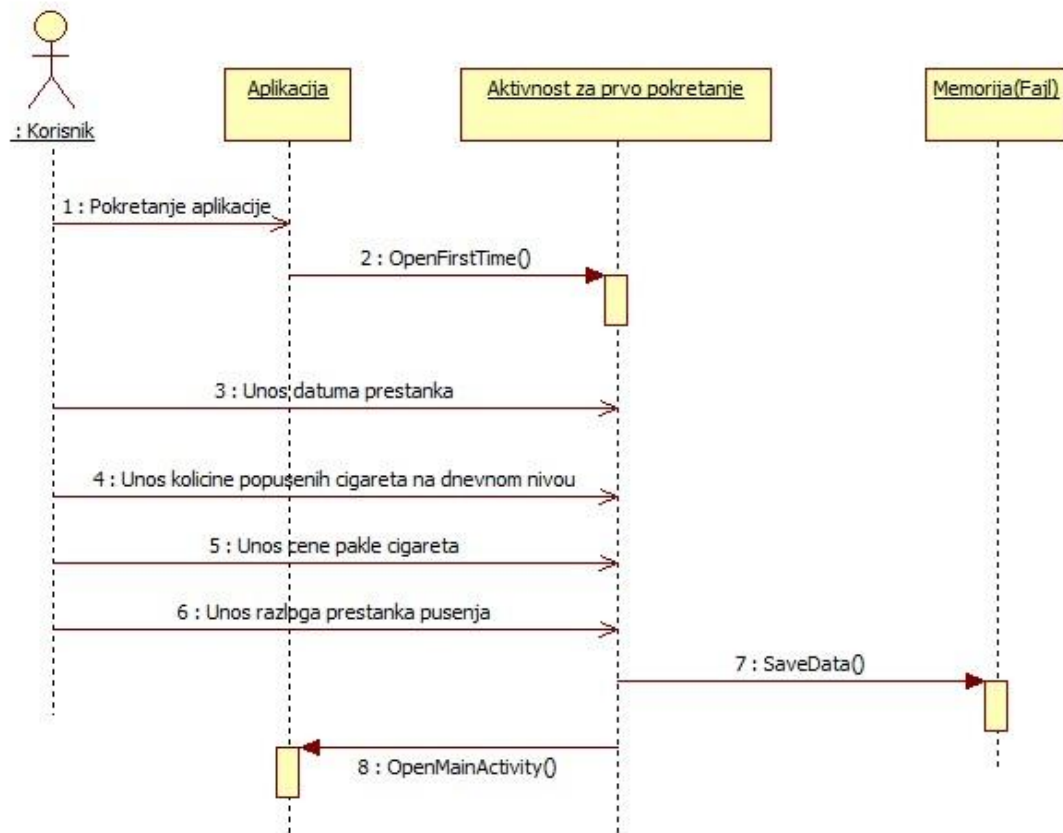 Aplikacija
Aktivnost za prvo pokretanje
Memorija(Fajl)
: Korisnik
1 : Pokretanje aplikacije
2 : OpenFirstTime()
3 : Unos datuma prestanka
4 : Unos kolicine popusenih cigareta na dnevnom nivou
5 : Unos cene pakle cigareta
6 : Unos razloga prestanka pusenja
7 : SaveData()
8 : OpenMainActivity()